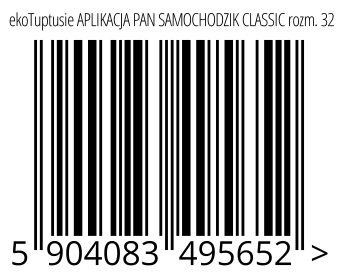 ekoTuptusie APLIKACJA PAN SAMOCHODZIK CLASSIC rozm. 32
5 904083 495652 >